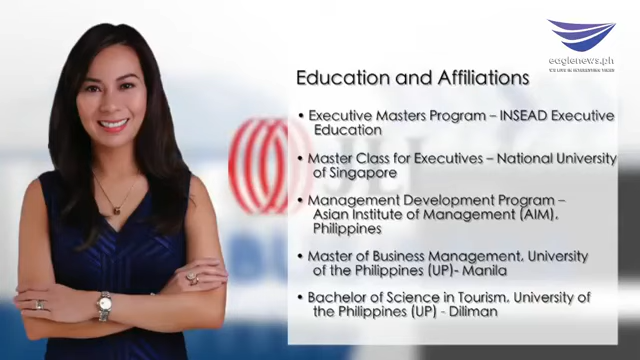 eaglenews.ph
Education and Affiliations
• Executive Masters Program – INSEAD Executive
Education
• Master Class for Executives – National University
of Singapore
• Management Development Program –
Asian Institute of Management (AIM),
Philippines
• Master of Business Management, University
of the Philippines (UP)- Manila
• Bachelor of Science in Tourism, University of
the Philippines (UP) - Diliman